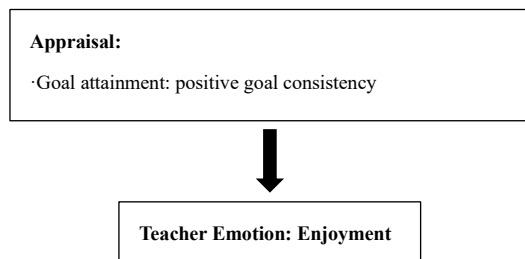 Appraisal:
·Goal attainment: positive goal consistency
Teacher Emotion: Enjoyment